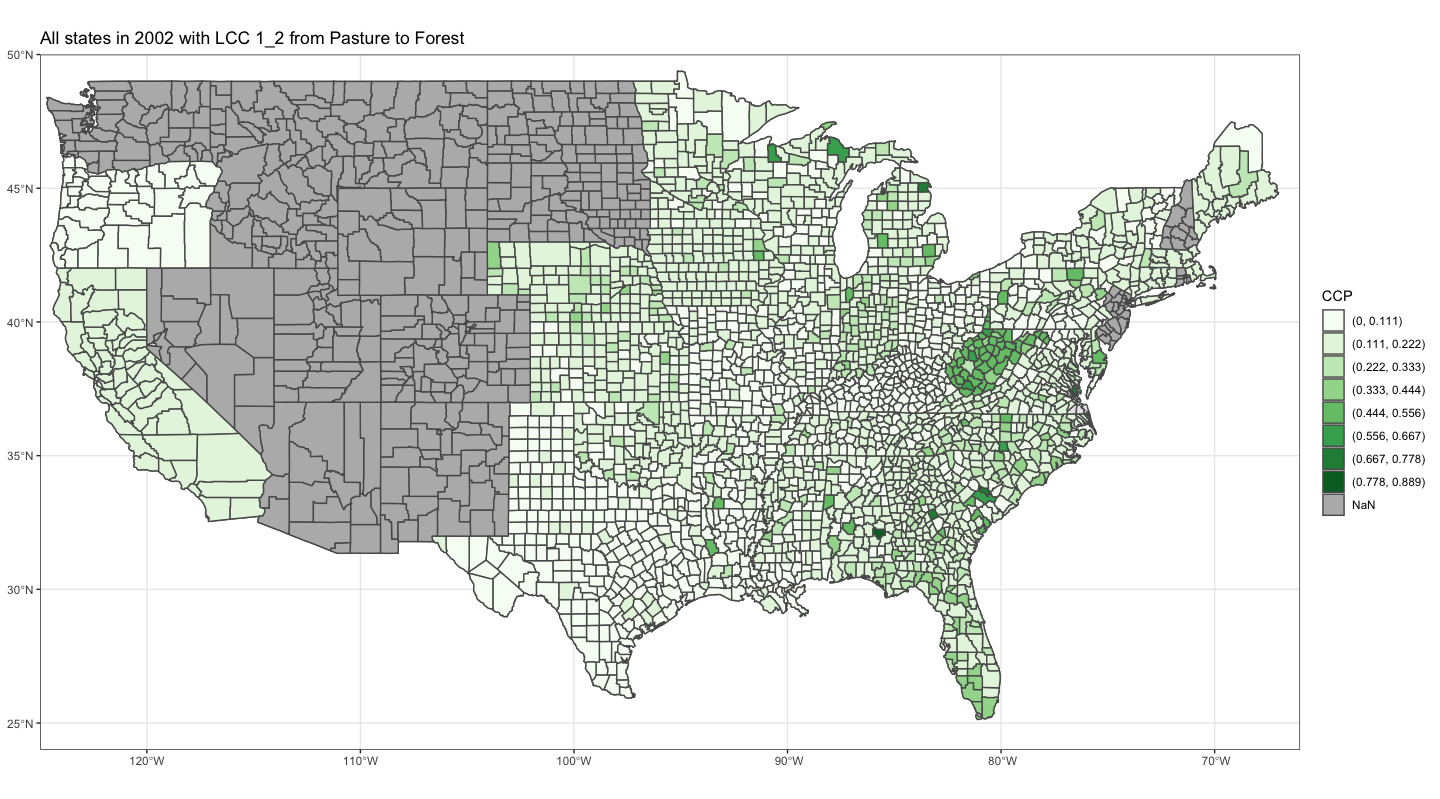 All states in 2002 with LCC 1_2 from Pasture to Forest
50°N
45°N
40°N
35°N
30°N
25°N
120°W
110°W
100°W
90°W
80°W
70°W
CCP
(0, 0.111)
(0.111, 0.222)
(0.222, 0.333)
(0.333, 0.444)
(0.444, 0.556)
(0.556, 0.667)
(0.667, 0.778)
(0.778, 0.889)
NaN